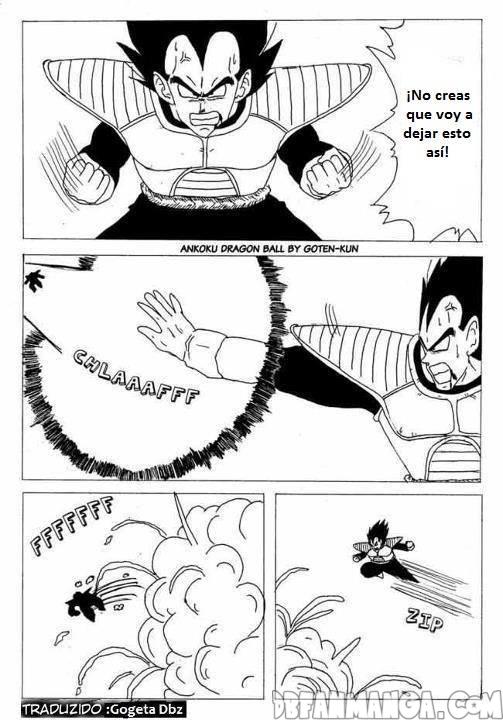 ¡No creas
que voy a
dejar esto
así!
ANKOKU DRAGON BALL BY GOTEN-KUN
CHLAAAFFF
FFFFFFF
ZIP
TRADUZIDO :Gogeta Dbz
DBFANMANGA.COM